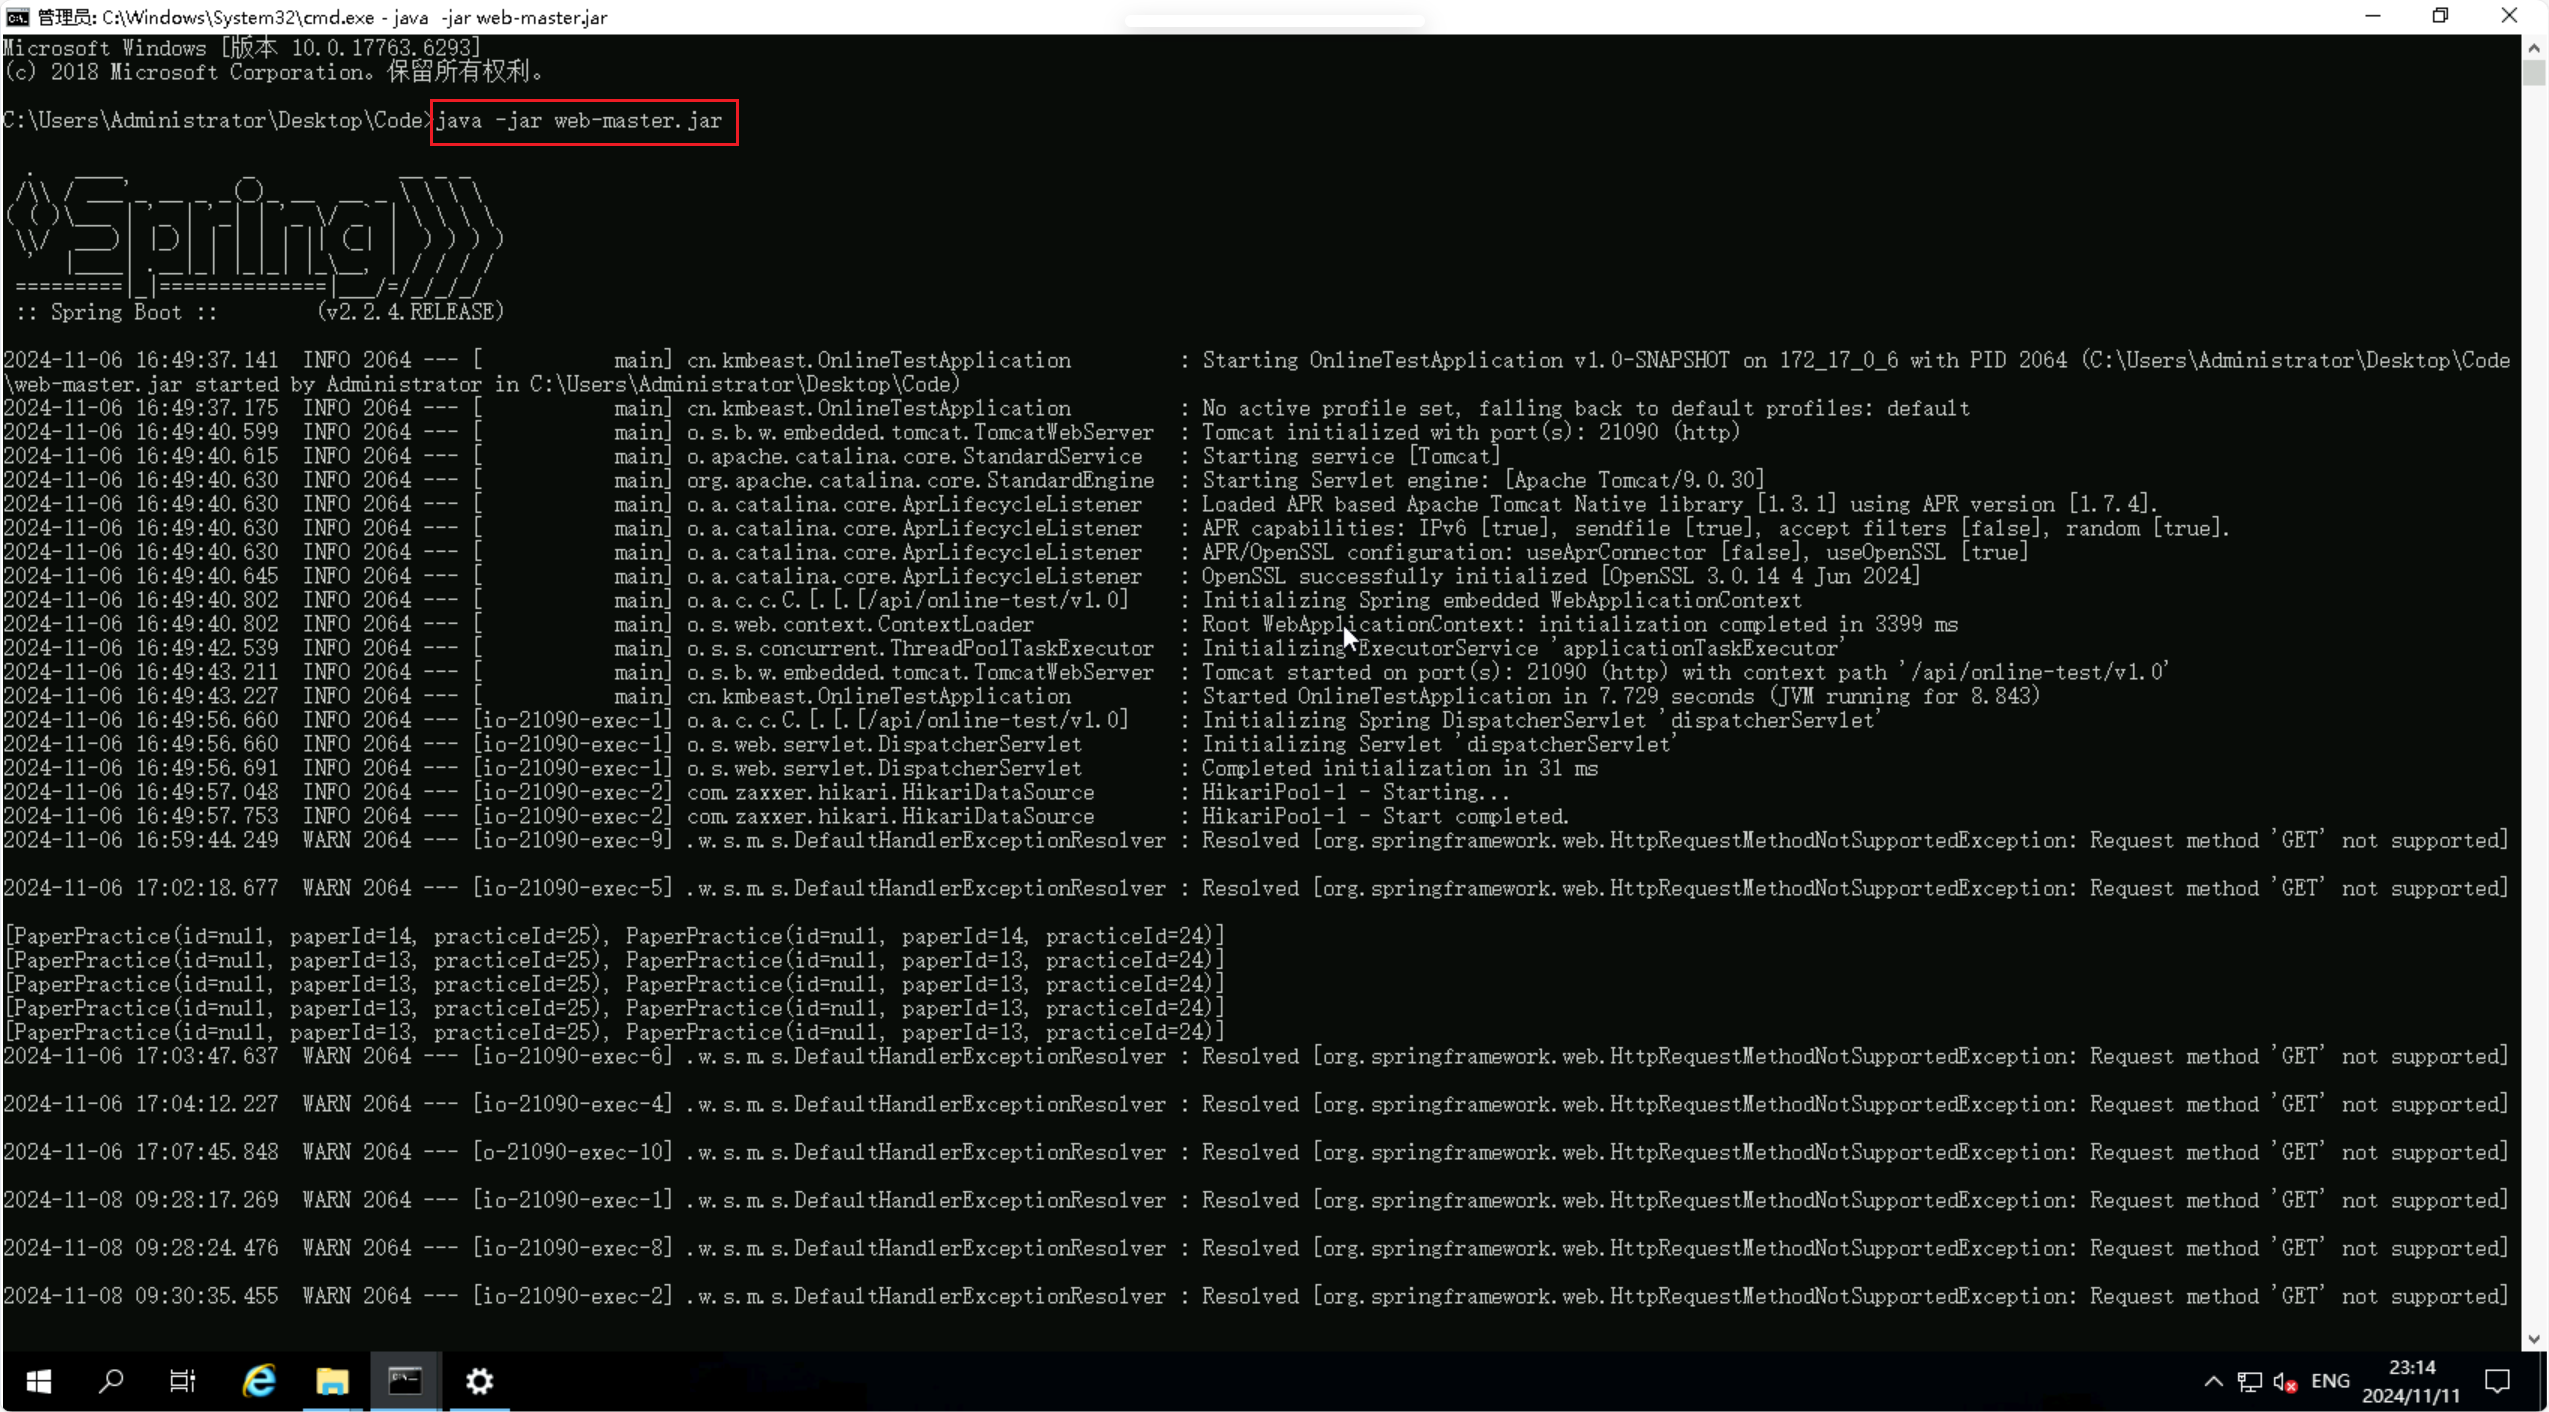 管理员: C:\Windows\System32\cmd.exe - java  -jar web-master.jar
Microsoft Windows [版本 10.0.17763.6293]
(c) 2018 Microsoft Corporation。保留所有权利。
C:\Users\Administrator\Desktop\Code>java -jar web-master.jar
Spring
:: Spring Boot ::        (v2.2.4.RELEASE)
2024-11-06 16:49:37.141  INFO 2064 --- [           main] cn.kmbeast.OnlineTestApplication         : Starting OnlineTestApplication v1.0-SNAPSHOT on 172_17_0_6 with PID 2064 (C:\Users\Administrator\Desktop\Code
\web-master.jar started by Administrator in C:\Users\Administrator\Desktop\Code)
2024-11-06 16:49:37.175  INFO 2064 --- [           main] cn.kmbeast.OnlineTestApplication         : No active profile set, falling back to default profiles: default
2024-11-06 16:49:40.599  INFO 2064 --- [           main] o.s.b.w.embedded.tomcat.TomcatWebServer  : Tomcat initialized with port(s): 21090 (http)
2024-11-06 16:49:40.615  INFO 2064 --- [           main] o.apache.catalina.core.StandardService   : Starting service [Tomcat]
2024-11-06 16:49:40.630  INFO 2064 --- [           main] org.apache.catalina.core.StandardEngine  : Starting Servlet engine: [Apache Tomcat/9.0.30]
2024-11-06 16:49:40.630  INFO 2064 --- [           main] o.a.catalina.core.AprLifecycleListener   : Loaded APR based Apache Tomcat Native library [1.3.1] using APR version [1.7.4].
2024-11-06 16:49:40.630  INFO 2064 --- [           main] o.a.catalina.core.AprLifecycleListener   : APR capabilities: IPv6 [true], sendfile [true], accept filters [false], random [true].
2024-11-06 16:49:40.630  INFO 2064 --- [           main] o.a.catalina.core.AprLifecycleListener   : APR/OpenSSL configuration: useAprConnector [false], useOpenSSL [true]
2024-11-06 16:49:40.645  INFO 2064 --- [           main] o.a.catalina.core.AprLifecycleListener   : OpenSSL successfully initialized [OpenSSL 3.0.14 4 Jun 2024]
2024-11-06 16:49:40.802  INFO 2064 --- [           main] o.a.c.c.C.[.[.[/api/online-test/v1.0]    : Initializing Spring embedded WebApplicationContext
2024-11-06 16:49:40.802  INFO 2064 --- [           main] o.s.web.context.ContextLoader            : Root WebApplicationContext: initialization completed in 3399 ms
2024-11-06 16:49:42.539  INFO 2064 --- [           main] o.s.s.concurrent.ThreadPoolTaskExecutor  : Initializing ExecutorService 'applicationTaskExecutor'
2024-11-06 16:49:43.211  INFO 2064 --- [           main] o.s.b.w.embedded.tomcat.TomcatWebServer  : Tomcat started on port(s): 21090 (http) with context path '/api/online-test/v1.0'
2024-11-06 16:49:43.227  INFO 2064 --- [           main] cn.kmbeast.OnlineTestApplication         : Started OnlineTestApplication in 7.729 seconds (JVM running for 8.843)
2024-11-06 16:49:56.660  INFO 2064 --- [io-21090-exec-1] o.a.c.c.C.[.[.[/api/online-test/v1.0]    : Initializing Spring DispatcherServlet 'dispatcherServlet'
2024-11-06 16:49:56.660  INFO 2064 --- [io-21090-exec-1] o.s.web.servlet.DispatcherServlet        : Initializing Servlet 'dispatcherServlet'
2024-11-06 16:49:56.691  INFO 2064 --- [io-21090-exec-1] o.s.web.servlet.DispatcherServlet        : Completed initialization in 31 ms
2024-11-06 16:49:57.048  INFO 2064 --- [io-21090-exec-2] com.zaxxer.hikari.HikariDataSource       : HikariPool-1 - Starting...
2024-11-06 16:49:57.753  INFO 2064 --- [io-21090-exec-2] com.zaxxer.hikari.HikariDataSource       : HikariPool-1 - Start completed.
2024-11-06 16:59:44.249  WARN 2064 --- [io-21090-exec-9] .w.s.m.s.DefaultHandlerExceptionResolver : Resolved [org.springframework.web.HttpRequestMethodNotSupportedException: Request method 'GET' not supported]
2024-11-06 17:02:18.677  WARN 2064 --- [io-21090-exec-5] .w.s.m.s.DefaultHandlerExceptionResolver : Resolved [org.springframework.web.HttpRequestMethodNotSupportedException: Request method 'GET' not supported]
[PaperPractice(id=null, paperId=14, practiceId=25), PaperPractice(id=null, paperId=14, practiceId=24)]
[PaperPractice(id=null, paperId=13, practiceId=25), PaperPractice(id=null, paperId=13, practiceId=24)]
[PaperPractice(id=null, paperId=13, practiceId=25), PaperPractice(id=null, paperId=13, practiceId=24)]
[PaperPractice(id=null, paperId=13, practiceId=25), PaperPractice(id=null, paperId=13, practiceId=24)]
[PaperPractice(id=null, paperId=13, practiceId=25), PaperPractice(id=null, paperId=13, practiceId=24)]
2024-11-06 17:03:47.637  WARN 2064 --- [io-21090-exec-6] .w.s.m.s.DefaultHandlerExceptionResolver : Resolved [org.springframework.web.HttpRequestMethodNotSupportedException: Request method 'GET' not supported]
2024-11-06 17:04:12.227  WARN 2064 --- [io-21090-exec-4] .w.s.m.s.DefaultHandlerExceptionResolver : Resolved [org.springframework.web.HttpRequestMethodNotSupportedException: Request method 'GET' not supported]
2024-11-06 17:07:45.848  WARN 2064 --- [o-21090-exec-10] .w.s.m.s.DefaultHandlerExceptionResolver : Resolved [org.springframework.web.HttpRequestMethodNotSupportedException: Request method 'GET' not supported]
2024-11-08 09:28:17.269  WARN 2064 --- [io-21090-exec-1] .w.s.m.s.DefaultHandlerExceptionResolver : Resolved [org.springframework.web.HttpRequestMethodNotSupportedException: Request method 'GET' not supported]
2024-11-08 09:28:24.476  WARN 2064 --- [io-21090-exec-8] .w.s.m.s.DefaultHandlerExceptionResolver : Resolved [org.springframework.web.HttpRequestMethodNotSupportedException: Request method 'GET' not supported]
2024-11-08 09:30:35.455  WARN 2064 --- [io-21090-exec-2] .w.s.m.s.DefaultHandlerExceptionResolver : Resolved [org.springframework.web.HttpRequestMethodNotSupportedException: Request method 'GET' not supported]
ENG
23:14
2024/11/11